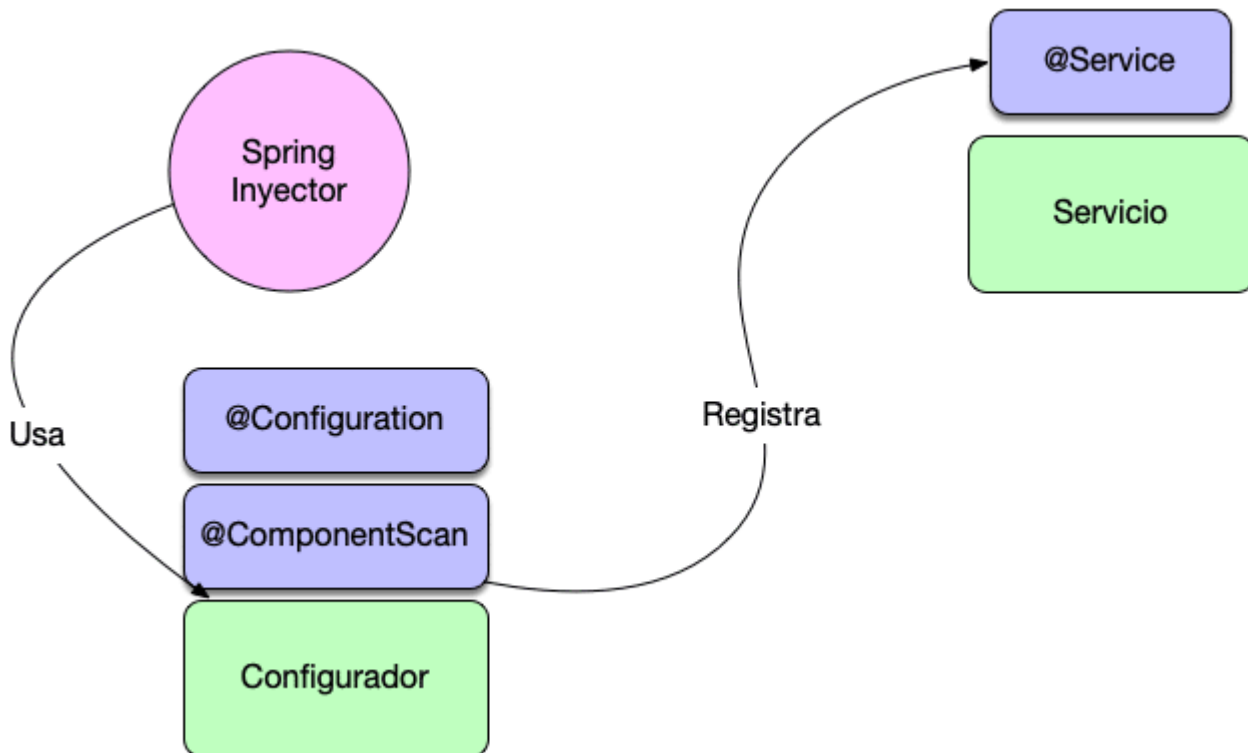 @Service
Spring
Inyector
Servicio
@Configuration
Usa
Registra
@ComponentScan
Configurador